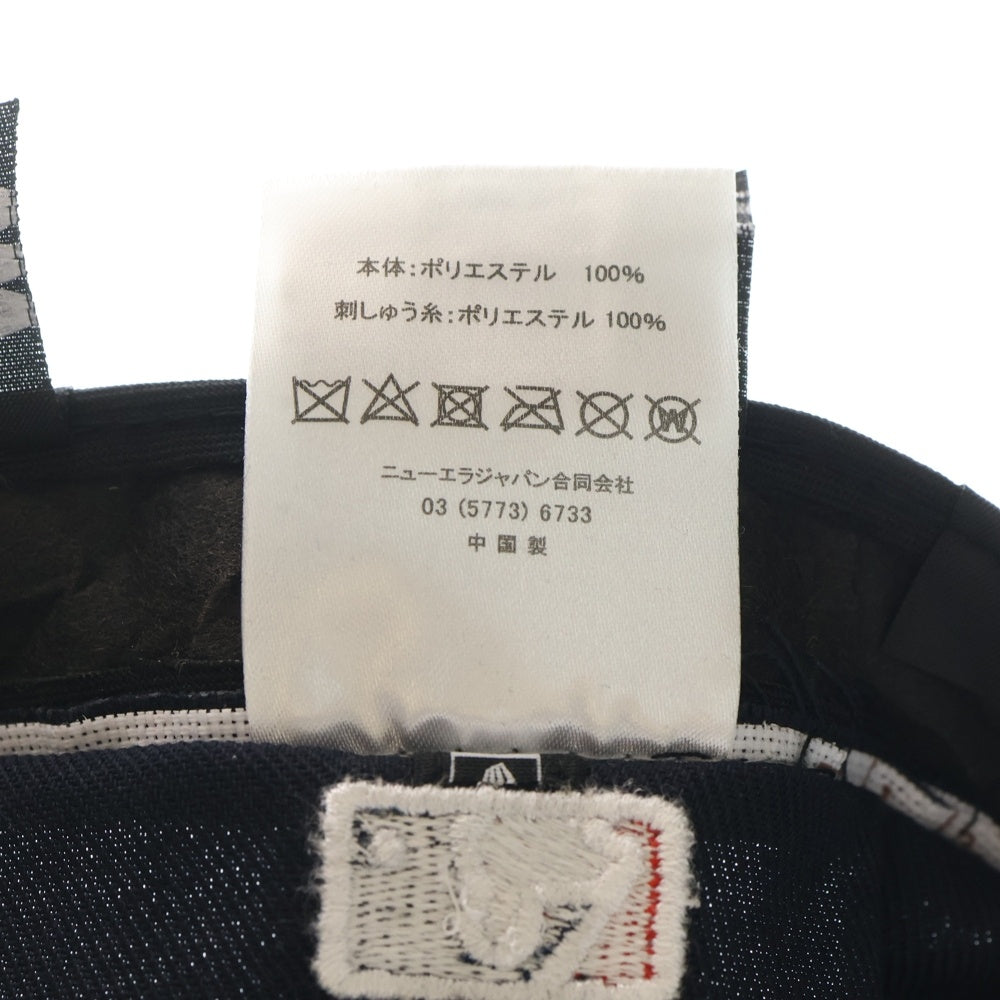 本体:ポリエステル 100%
刺しゅう糸:ポリエステル 100%
W
ニューエラジャパン合同会社
03 (5773) 6733
中国製